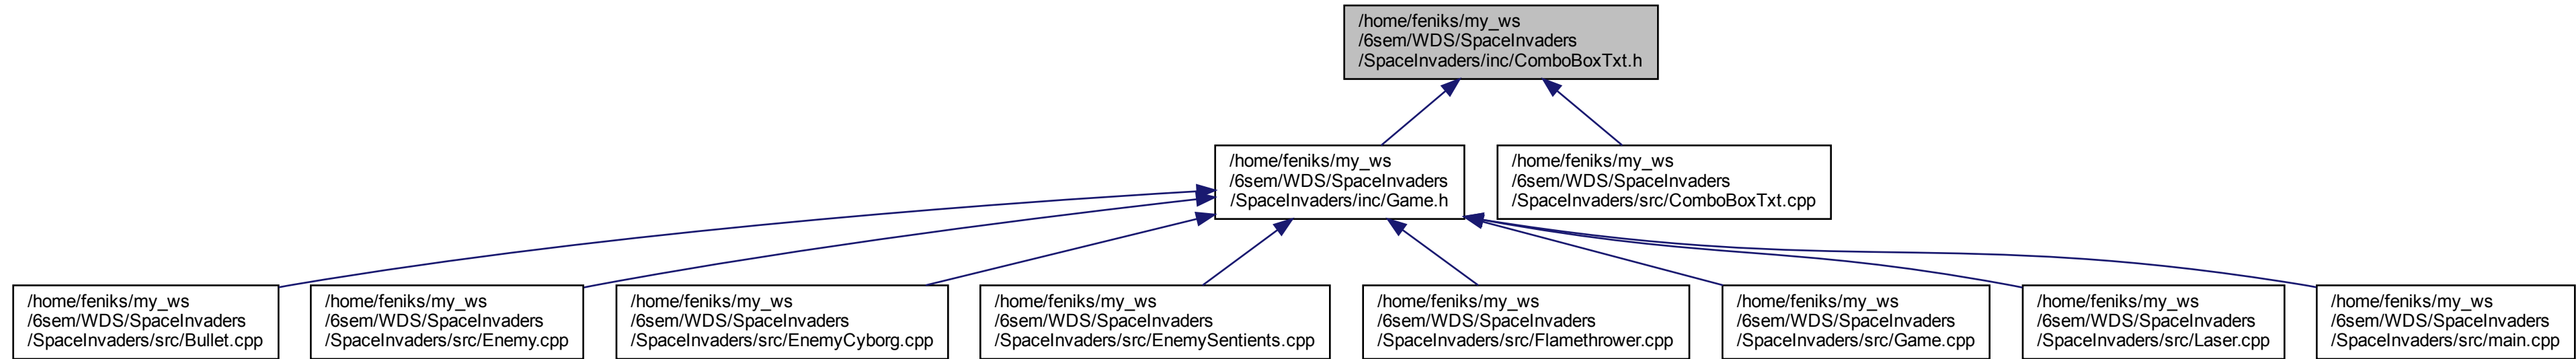 /home/feniks/my_ws
/6sem/WDS/SpaceInvaders
/SpaceInvaders/inc/ComboBoxTxt.h
/home/feniks/my_ws
/6sem/WDS/SpaceInvaders
/SpaceInvaders/inc/Game.h
/home/feniks/my_ws
/6sem/WDS/SpaceInvaders
/SpaceInvaders/src/ComboBoxTxt.cpp
/home/feniks/my_ws
/6sem/WDS/SpaceInvaders
/SpaceInvaders/src/Bullet.cpp
/home/feniks/my_ws
/6sem/WDS/SpaceInvaders
/SpaceInvaders/src/Enemy.cpp
/home/feniks/my_ws
/6sem/WDS/SpaceInvaders
/SpaceInvaders/src/EnemyCyborg.cpp
/home/feniks/my_ws
/6sem/WDS/SpaceInvaders
/SpaceInvaders/src/EnemySentients.cpp
/home/feniks/my_ws
/6sem/WDS/SpaceInvaders
/SpaceInvaders/src/Flamethrower.cpp
/home/feniks/my_ws
/6sem/WDS/SpaceInvaders
/SpaceInvaders/src/Game.cpp
/home/feniks/my_ws
/6sem/WDS/SpaceInvaders
/SpaceInvaders/src/Laser.cpp
/home/feniks/my_ws
/6sem/WDS/SpaceInvaders
/SpaceInvaders/src/main.cpp